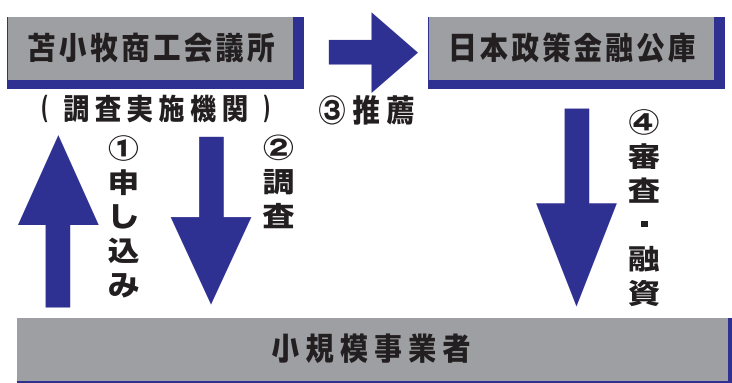 苫小牧商工会議所
(調査実施機関)
③推薦
日本政策金融公庫
①申し込み
②調査
④審査・融資
小規模事業者